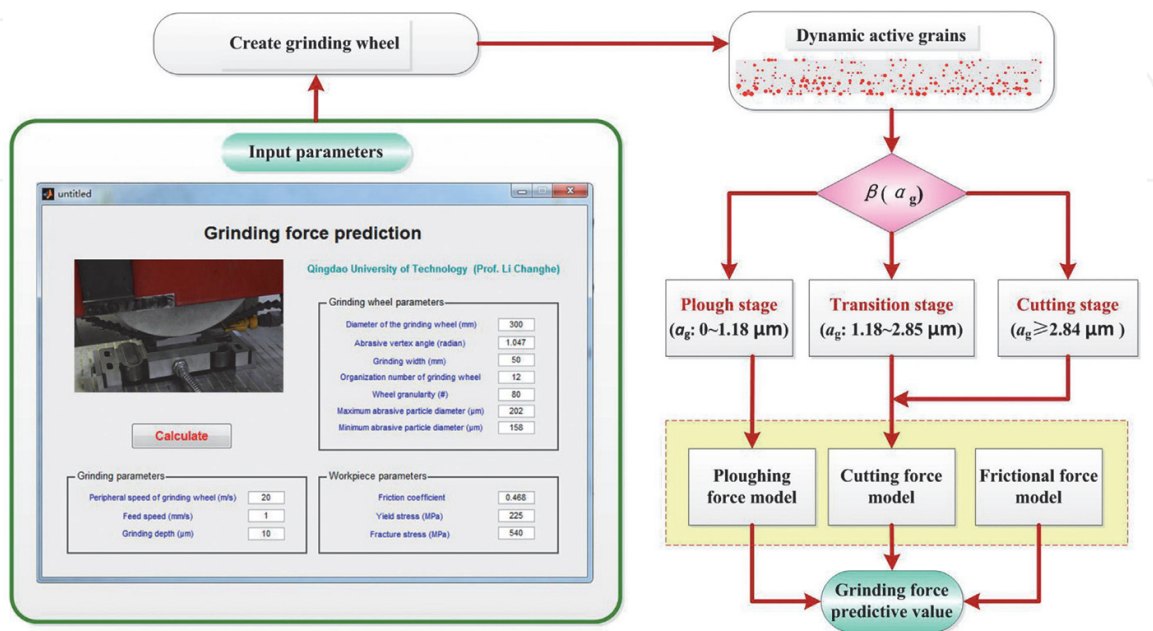 Create grinding wheel
Dynamic active grains
Input parameters
untitled
Grinding force prediction
Qingdao University of Technology (Prof. Li Changhe)
Grinding wheel parameters
Diameter of the grinding wheel (mm) 300
Abrasive vertex angle (radian) 1.047
Grinding width (mm) 50
Organization number of grinding wheel 12
Wheel granularity (#) 80
Maximum abrasive particle diameter (μm) 202
Minimum abrasive particle diameter (μm) 158
Calculate
Grinding parameters
Peripheral speed of grinding wheel (m/s) 20
Feed speed (mm/s) 1
Grinding depth (μm) 10
Workpiece parameters
Friction coefficient 0.468
Yield stress (MPa) 225
Fracture stress (MPa) 540
β( αg)
Plough stage
(αg: 0~1.18 μm)
Transition stage
(ag: 1.18~2.85 μm)
Cutting stage
(ag≥2.84 μm )
Ploughing
force model
Cutting force
model
Frictional force
model
Grinding force
predictive value